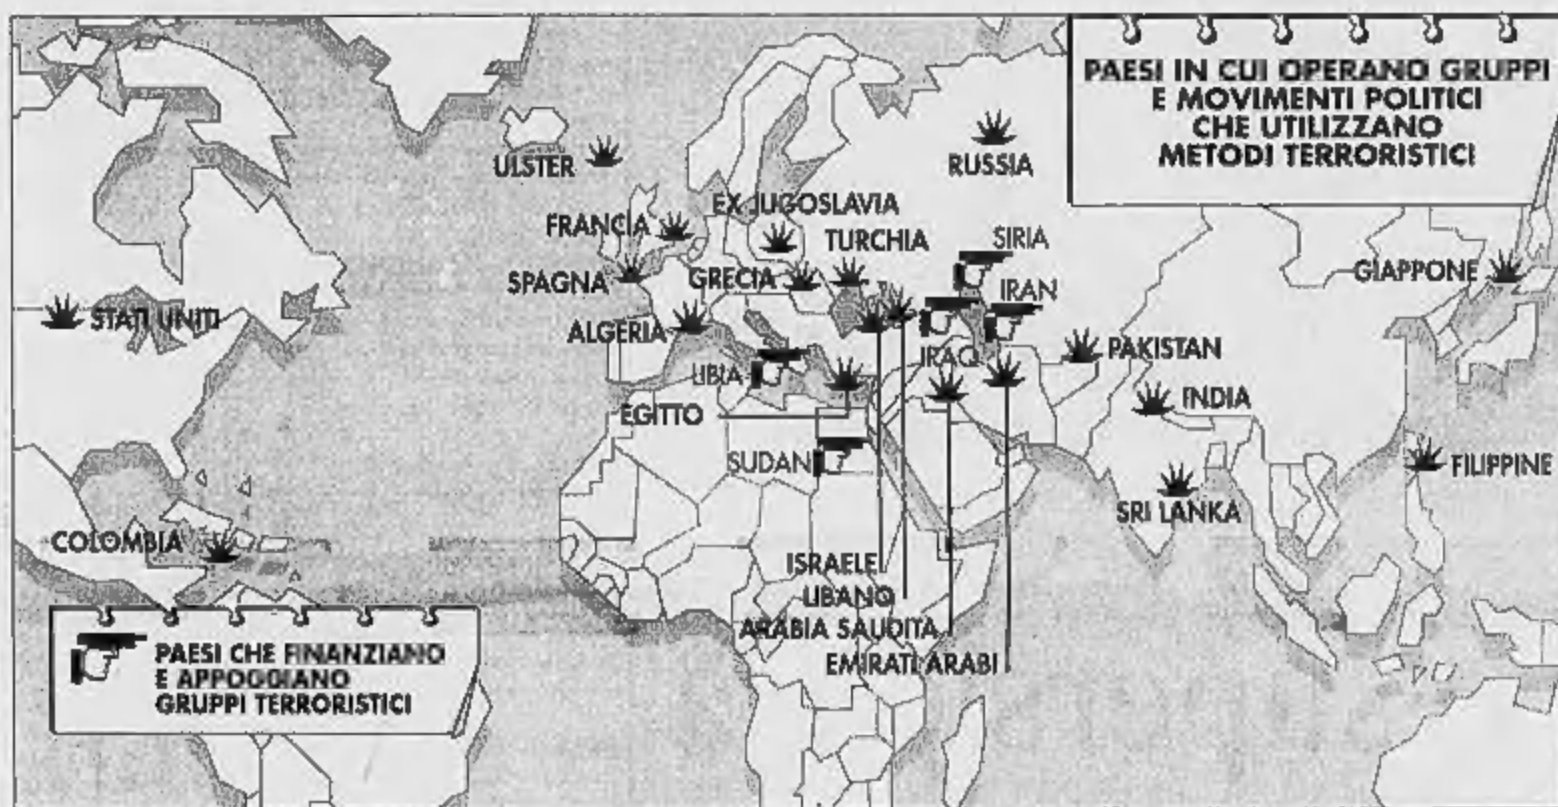 PAESI IN CUI OPERANO GRUPPI
E MOVIMENTI POLITICI
CHE UTILIZZANO
METODI TERRORISTICI
ULSTER
RUSSIA
EX JUGOSLAVIA
FRANCIA
TURCHIA
SIRIA
SPAGNA
GRECIA
GIAPPONE
IRAN
STATI UNITI
ALGERIA
IRAQ
PAKISTAN
LIBIA
INDIA
EGITTO
SUDAN
FILIPPINE
SRI LANKA
COLOMBIA
ISRAELE
LIBANO
ARABIA SAUDITA
EMIRATI ARABI
PAESI CHE FINANZIANO
E APPOGGIANO
GRUPPI TERRORISTICI